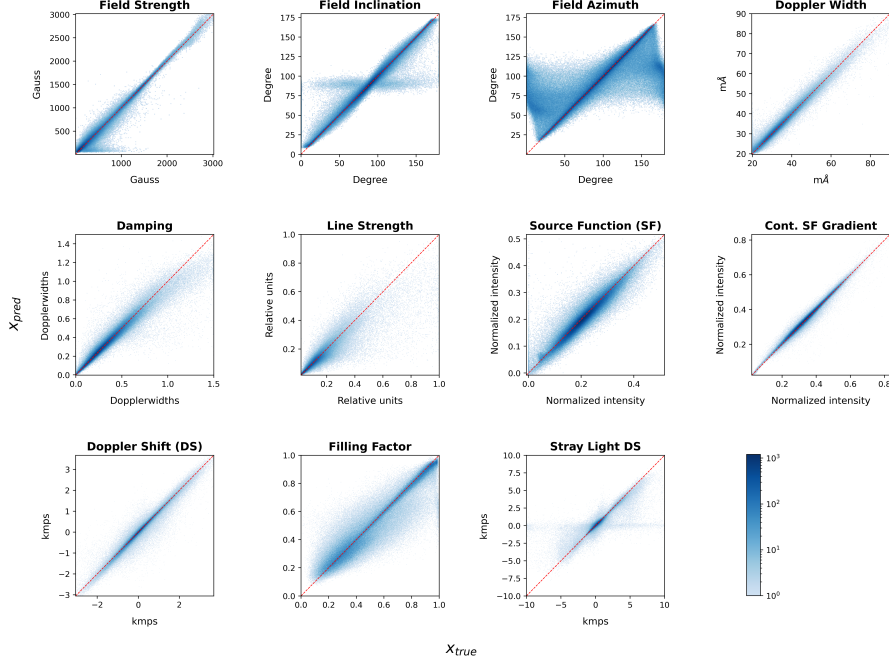 Field Strength Field Inclination Field Azimuth Doppler Width
3000 2500 2000 1500 1000 500
Gauss
0 1000 2000 3000
Gauss
175 150 125 100 75 50 25 0
Degree
0 50 100 150
Degree
175 150 125 100 75 50 25
Degree
50 100 150
Degree
90 80 70 60 50 40 30 20
mÅ
20 40 60 80
mÅ
Damping Line Strength Source Function (SF) Cont. SF Gradient
1.4 1.2 1.0 0.8 0.6 0.4 0.2 0.0
Dopplerwidths
0.0 0.5 1.0 1.5
Dopplerwidths
1.0 0.8 0.6 0.4 0.2
Relative units
0.2 0.4 0.6 0.8 1.0
Relative units
0.5 0.4 0.3 0.2 0.1 0.0
Normalized intensity
0.0 0.2 0.4
Normalized intensity
0.8 0.6 0.4 0.2
Normalized intensity
0.2 0.4 0.6 0.8
Normalized intensity
x_pred
Doppler Shift (DS) Filling Factor Stray Light DS
3 2 1 0 −1 −2 −3
kmps
−2 0 2
kmps
1.0 0.8 0.6 0.4 0.2 0.0
0.0 0.2 0.4 0.6 0.8 1.0
10.0 7.5 5.0 2.5 0.0 −2.5 −5.0 −7.5 −10.0
kmps
−10 −5 0 5 10
kmps
10³ 10² 10¹ 10⁰
x_true